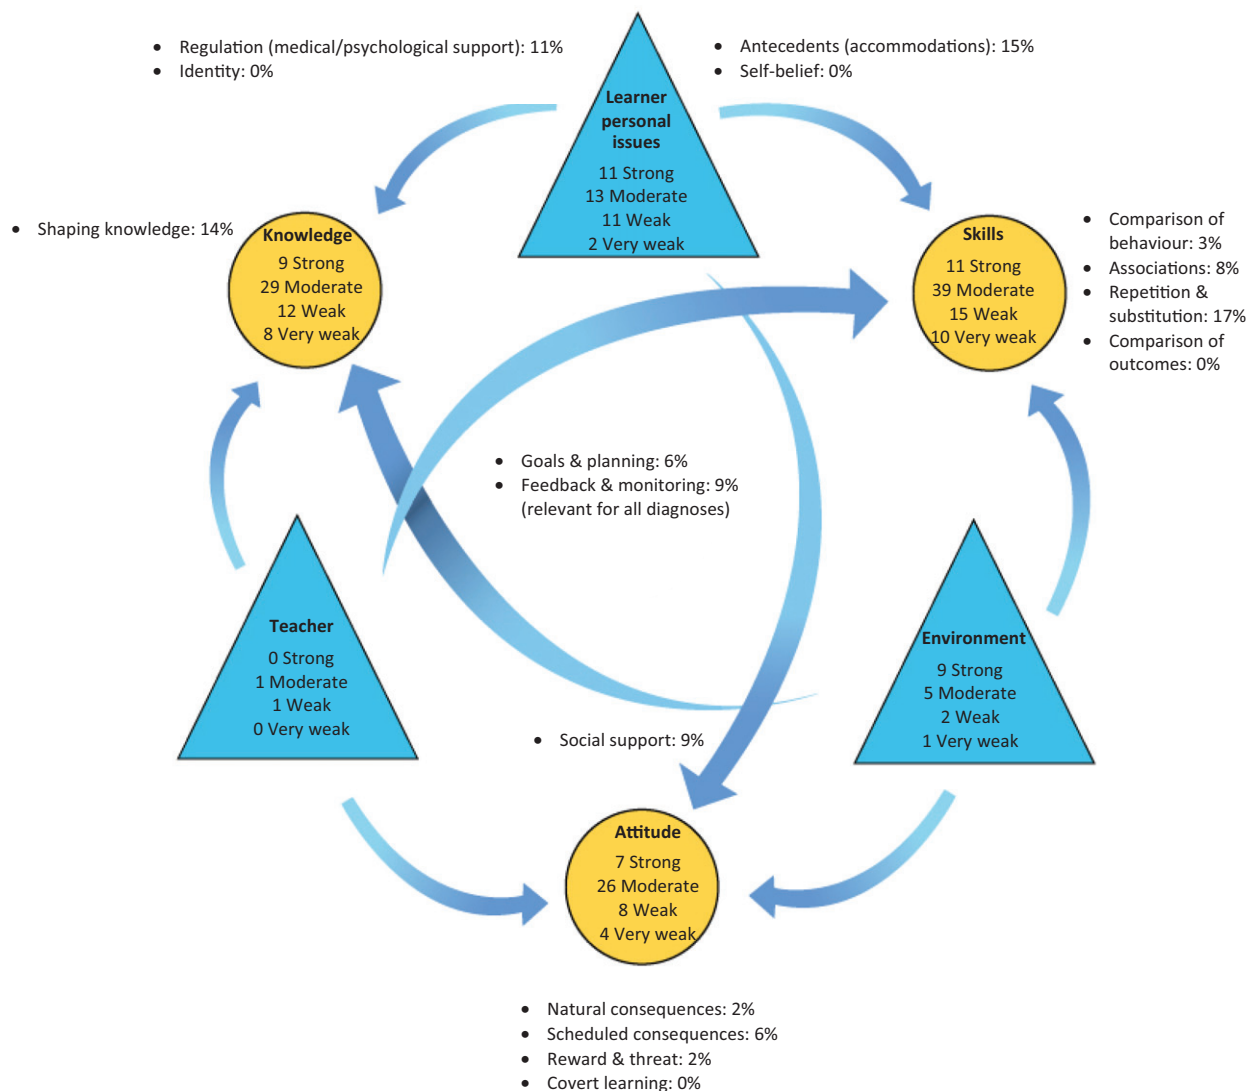 • Regulation (medical/psychological support): 11%
• Identity: 0%
• Antecedents (accommodations): 15%
• Self-belief: 0%
Learner
personal
issues
11 Strong
13 Moderate
11 Weak
2 Very weak
• Shaping knowledge: 14%
Knowledge
9 Strong
29 Moderate
12 Weak
8 Very weak
Skills
11 Strong
39 Moderate
15 Weak
10 Very weak
• Comparison of
behaviour: 3%
• Associations: 8%
• Repetition &
substitution: 17%
• Comparison of
outcomes: 0%
• Goals & planning: 6%
• Feedback & monitoring: 9%
(relevant for all diagnoses)
Teacher
0 Strong
1 Moderate
1 Weak
0 Very weak
Environment
9 Strong
5 Moderate
2 Weak
1 Very weak
• Social support: 9%
Attitude
7 Strong
26 Moderate
8 Weak
4 Very weak
• Natural consequences: 2%
• Scheduled consequences: 6%
• Reward & threat: 2%
• Covert learning: 0%